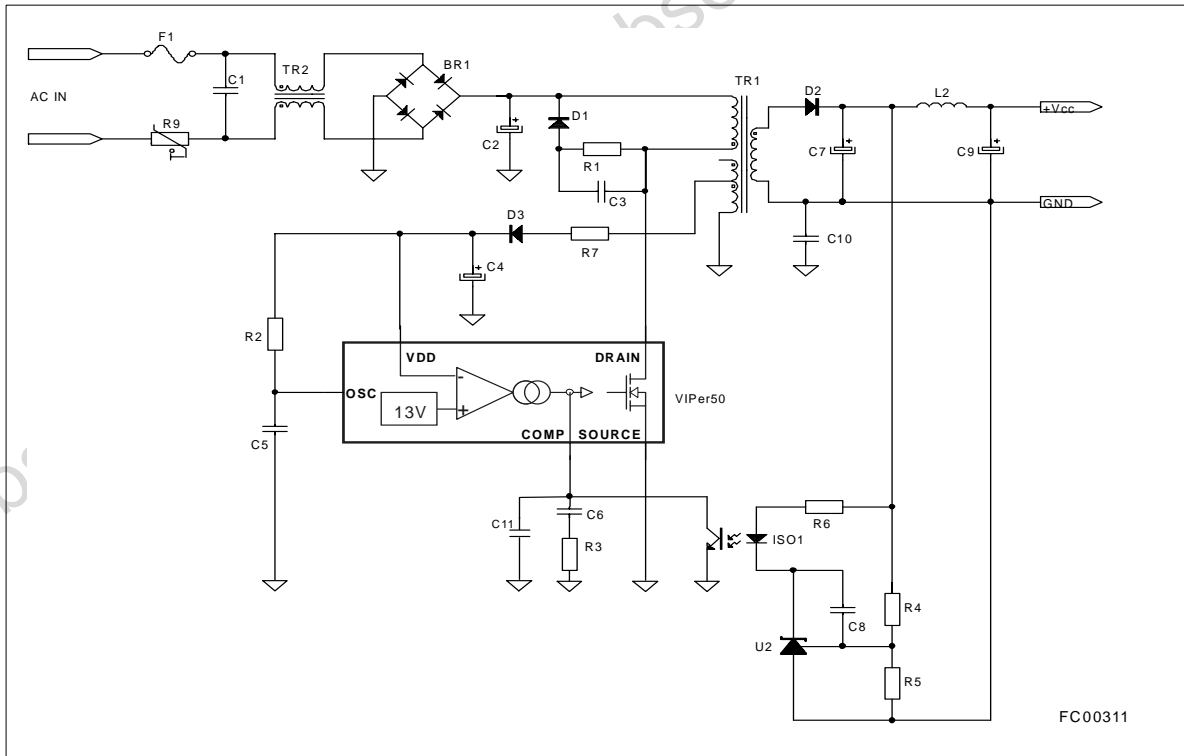 F1
AC IN
C1
TR2
BR1
R9
C2
D1
R1
C3
TR1
D2
L2
+Vcc
C7
C9
GND
C10
D3
R7
C4
R2
VDD
DRAIN
OSC
-
+
13V
VIPer50
COMP
SOURCE
C5
C11
C6
R3
R6
ISO1
C8
R4
U2
R5
FC00311